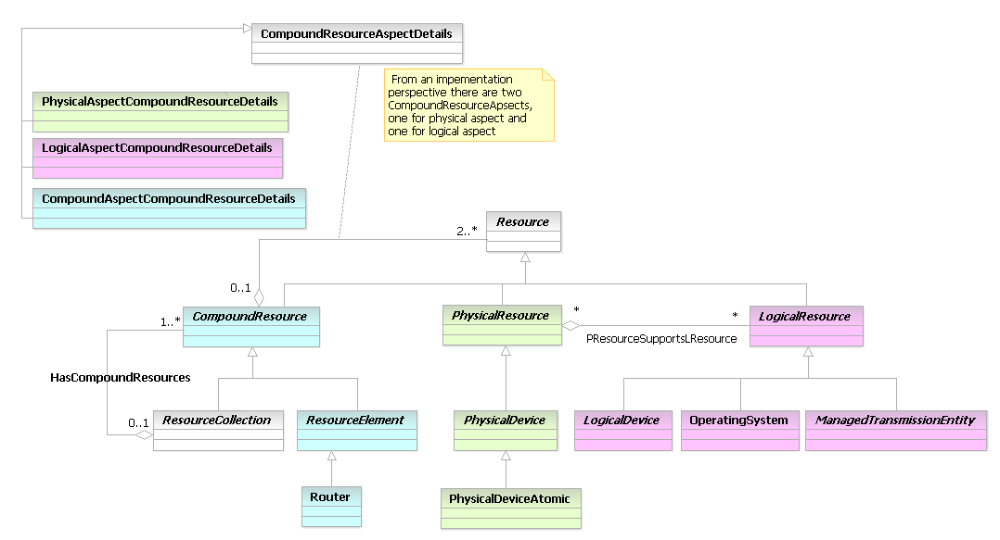 CompoundResourceAspectDetails
From an impementation
perspective there are two
CompoundResourceApsects,
one for physical aspect and
one for logical aspect
PhysicalAspectCompoundResourceDetails
LogicalAspectCompoundResourceDetails
CompoundAspectCompoundResourceDetails
Resource
2..*
0..1
CompoundResource
1..*
PhysicalResource
*
*
LogicalResource
PResourceSupportsLResource
HasCompoundResources
0..1
ResourceCollection
ResourceElement
PhysicalDevice
LogicalDevice
OperatingSystem
ManagedTransmissionEntity
Router
PhysicalDeviceAtomic